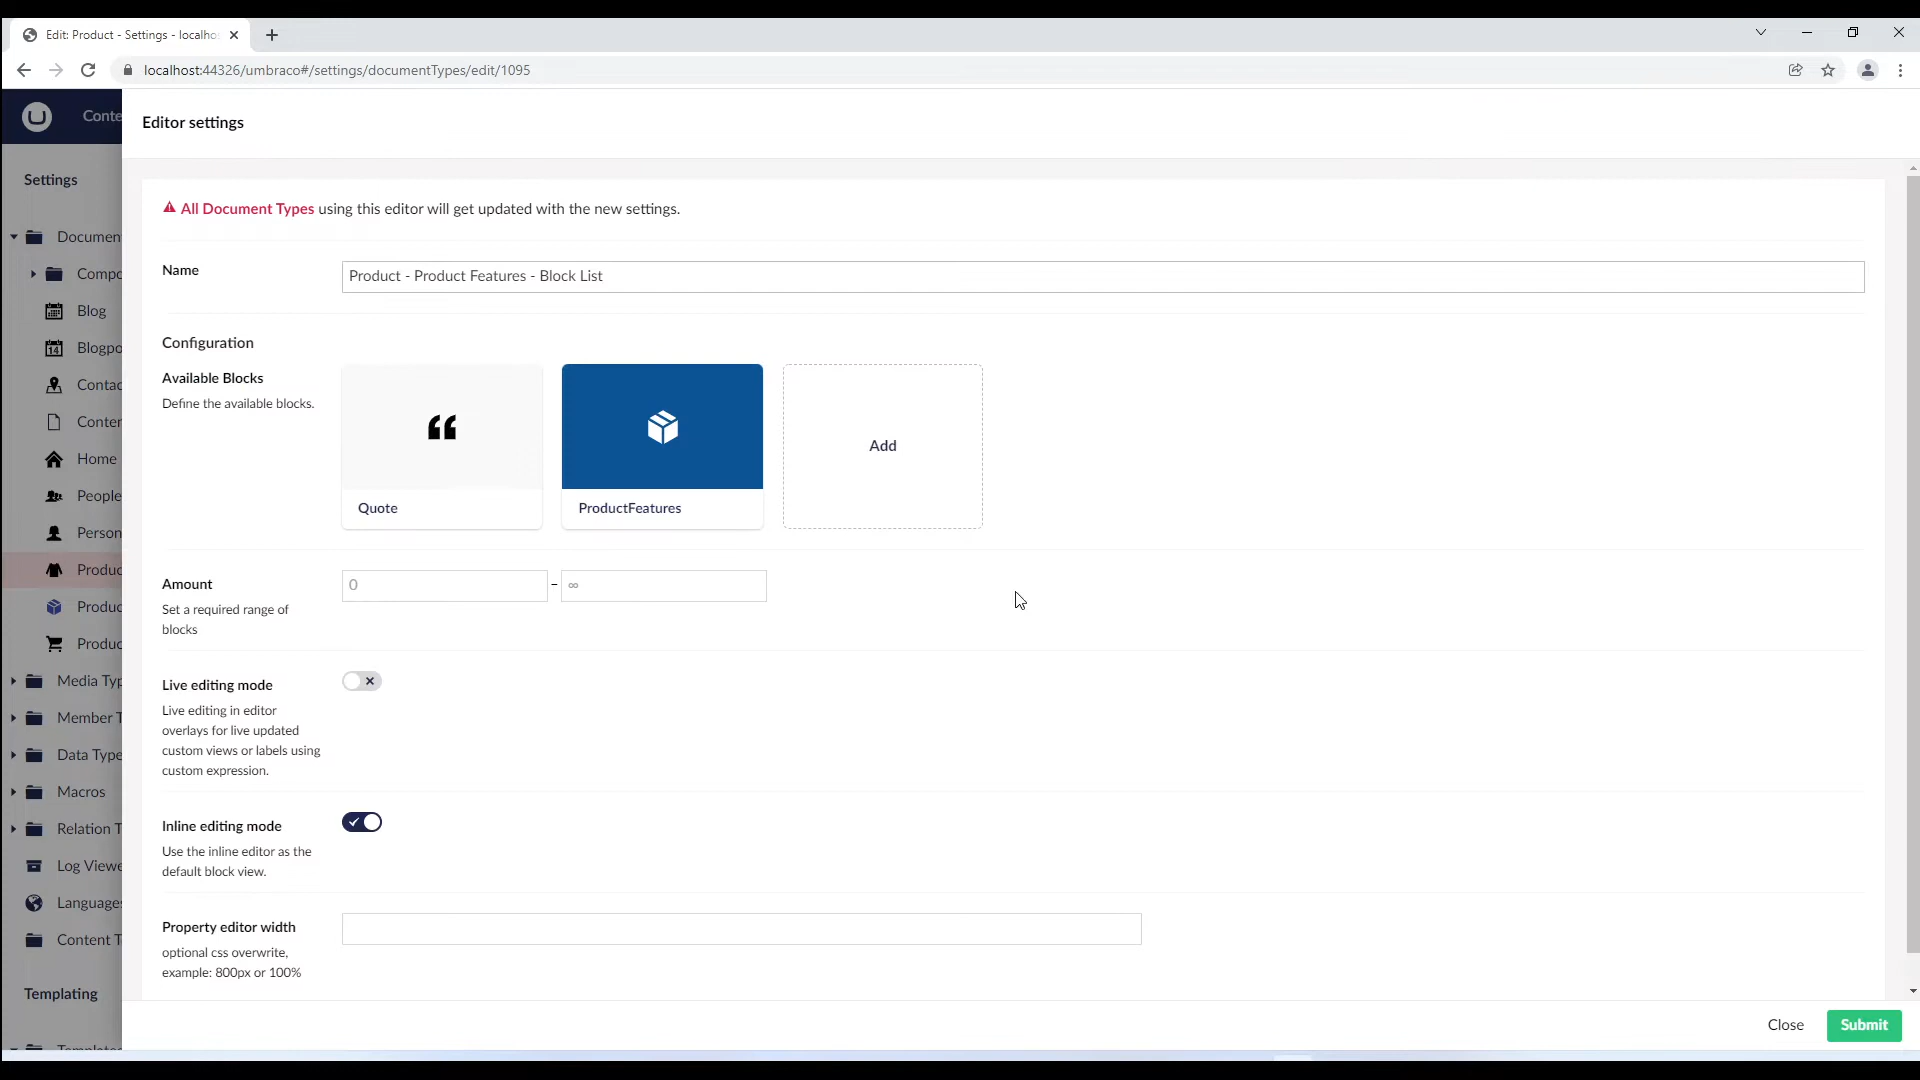 Edit: Product - Settings - localho
localhost:44326/umbraco#/settings/documentTypes/edit/1095
Conte
Editor settings
Settings
All Document Types using this editor will get updated with the new settings.
Documen
Name
Product - Product Features - Block List
Compo
Blog
Configuration
Blogpo
Available Blocks
Define the available blocks.
Contac
Conten
Add
Home
People
Quote
ProductFeatures
Person
Produc
Amount
0
-
∞
Set a required range of
blocks
Produc
Produc
Media Typ
Live editing mode
Live editing in editor
overlays for live updated
custom views or labels using
custom expression.
Member T
Data Type
Macros
Relation T
Inline editing mode
Use the inline editor as the
default block view.
Log Viewe
Languages
Content T
Property editor width
optional css overwrite,
example: 800px or 100%
Templating
Close
Submit